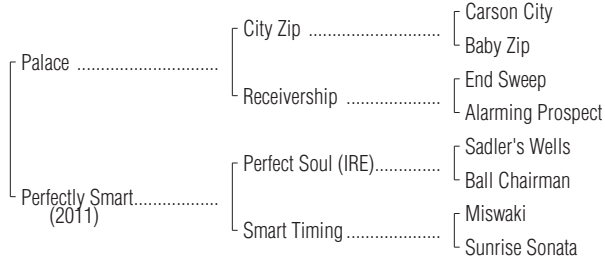 Carson City
City Zip ..............................
Baby Zip
Palace ................................
End Sweep
Receivership ......................
Alarming Prospect
Sadler's Wells
Perfect Soul (IRE)...............
Ball Chairman
Perfectly Smart...................
(2011)
Miswaki
Smart Timing ......................
Sunrise Sonata